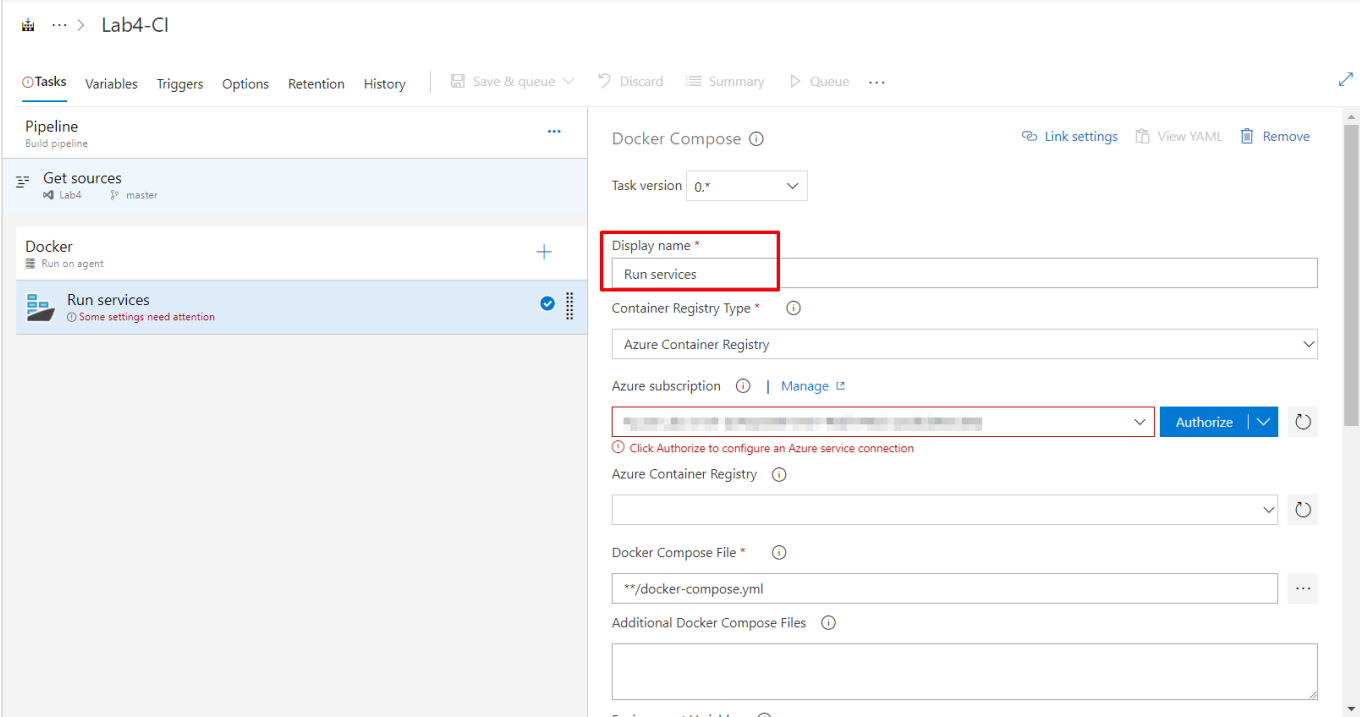 ··· > Lab4-CI
Tasks Variables Triggers Options Retention History Save & queue Discard Summary Queue ···
Pipeline
Build pipeline
Get sources
Lab4 master
Docker
Run on agent
Run services
Some settings need attention
Docker Compose
Link settings View YAML Remove
Task version 0.*
Display name *
Run services
Container Registry Type *
Azure Container Registry
Azure subscription | Manage
Authorize
Click Authorize to configure an Azure service connection
Azure Container Registry
Docker Compose File *
**/docker-compose.yml
Additional Docker Compose Files